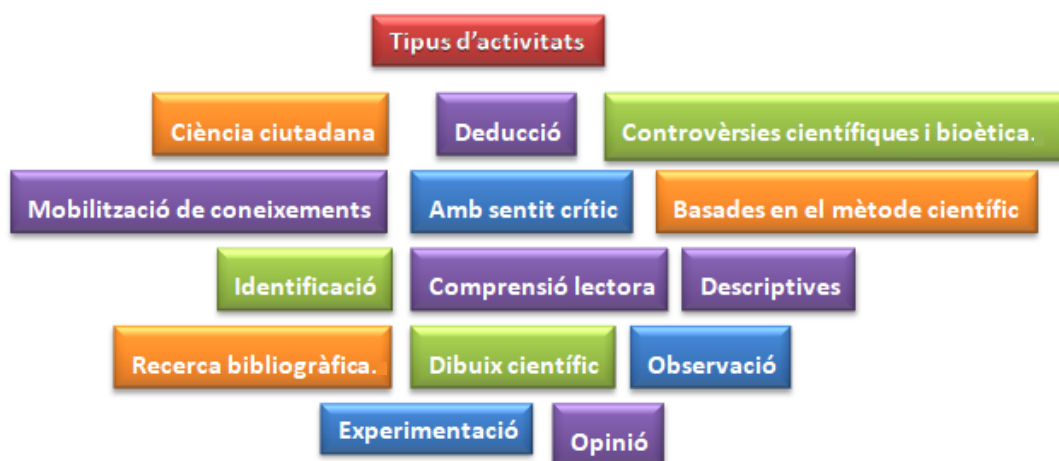 Tipus d'activitats
Ciència ciutadana
Deducció
Controvèrsies científiques i bioètica.
Mobilització de coneixements
Amb sentit crític
Basades en el mètode científic
Identificació
Comprensió lectora
Descriptives
Recerca bibliogràfica.
Dibuix científic
Observació
Experimentació
Opinió